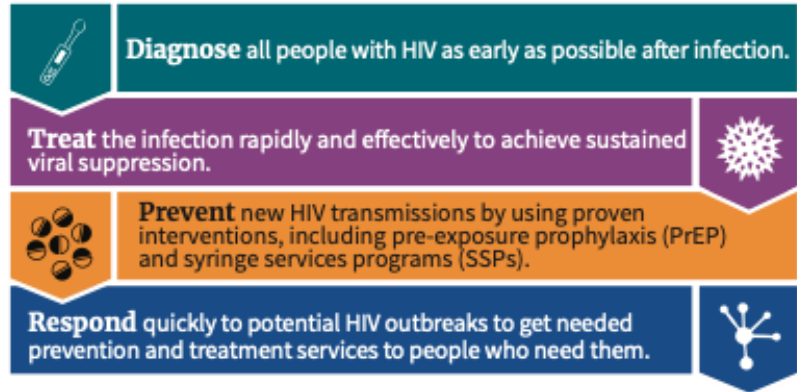 Diagnose all people with HIV as early as possible after infection.
Treat the infection rapidly and effectively to achieve sustained
viral suppression.
Prevent new HIV transmissions by using proven
interventions, including pre-exposure prophylaxis (PrEP)
and syringe services programs (SSPs).
Respond quickly to potential HIV outbreaks to get needed
prevention and treatment services to people who need them.